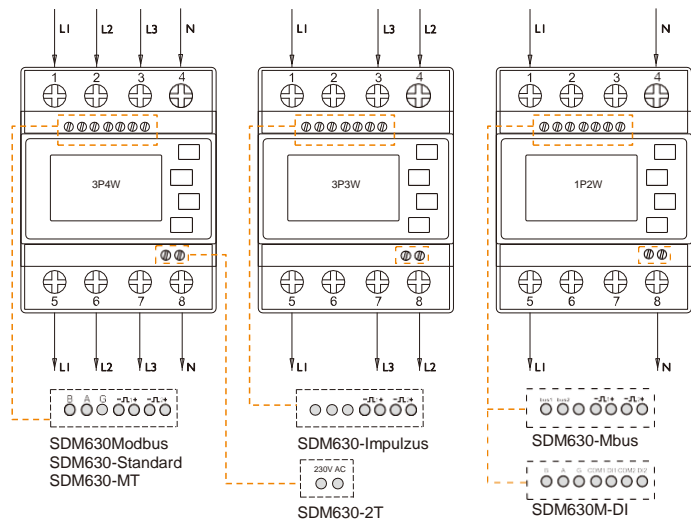 L1 L2 L3 N
L1 L3 L2
L1 N
1 2 3 4
1 2 3 4
1 2 3 4
3P4W
3P3W
1P2W
5 6 7 8
5 6 7 8
5 6 7 8
L1 L2 L3 N
L1 L3 L2
L1 N
B A G - + - +
SDM630Modbus
SDM630-Standard
SDM630-MT
- + - +
SDM630-Impulzus
230V AC
SDM630-2T
bus1 bus2 - + - +
SDM630-Mbus
B A G COM1 DI1 COM2 DI2
SDM630M-DI